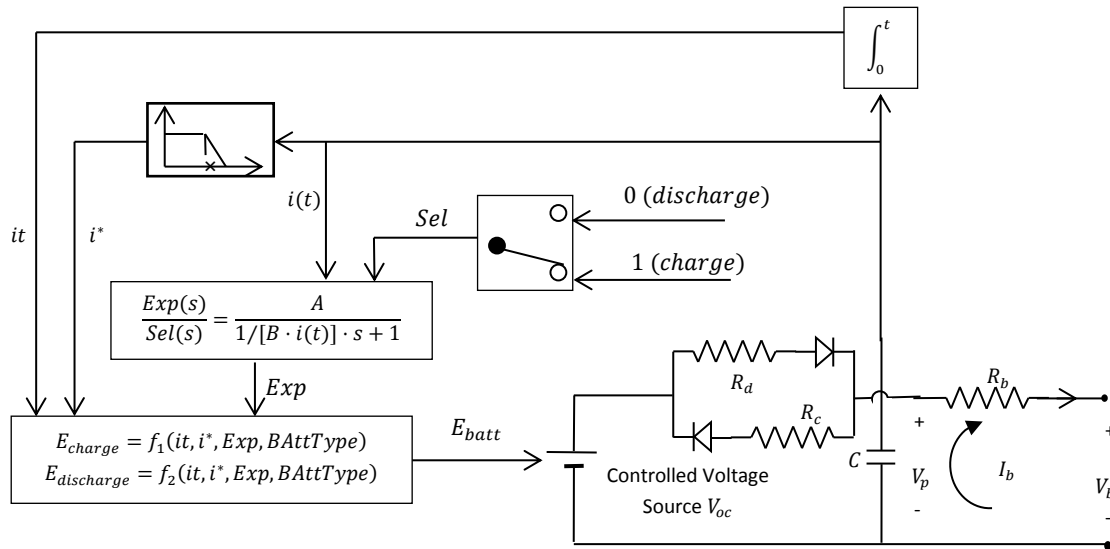 ∫₀ᵗ
i(t)
Sel
0 (discharge)
1 (charge)
it
i*
Exp(s)/Sel(s) = A/(1/[B · i(t)] · s + 1)
Exp
E_charge = f₁(it, i*, Exp, BAttType)
E_discharge = f₂(it, i*, Exp, BAttType)
E_batt
R_d
R_c
R_b
Controlled Voltage
Source V_oc
C
+
V_p
-
I_b
+
V_b
-